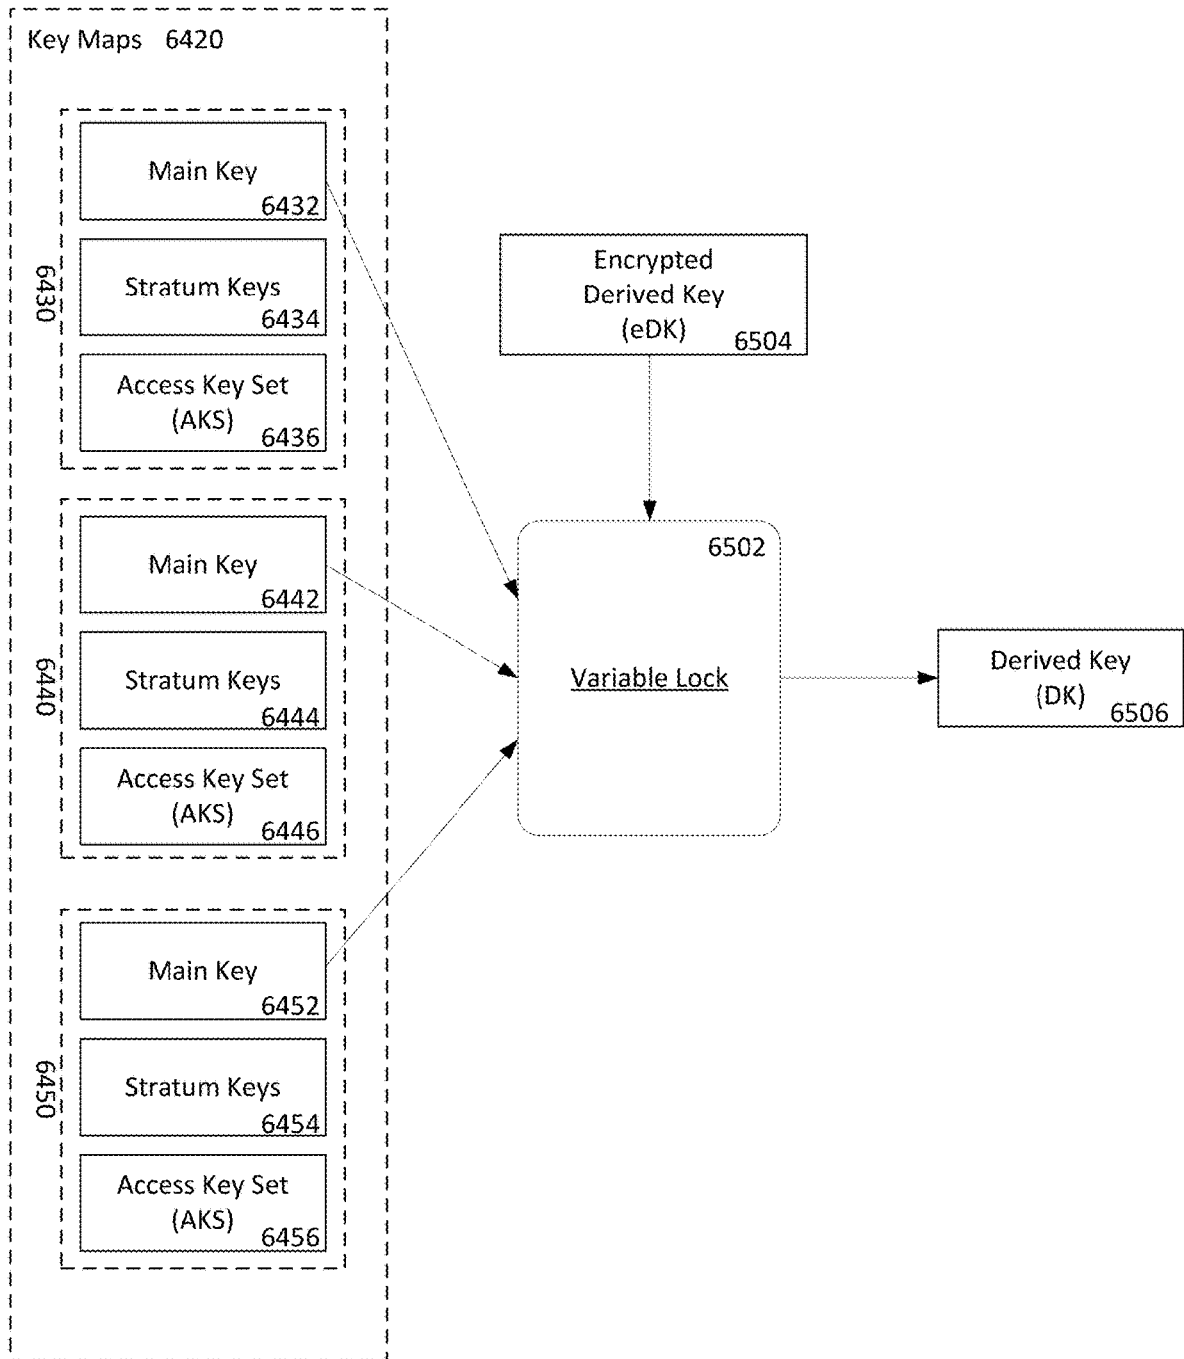 Key Maps 6420
Main Key
6432
Stratum Keys
6434
Access Key Set
(AKS)
6436
6430
Main Key
6442
Stratum Keys
6444
Access Key Set
(AKS)
6446
6440
Main Key
6452
Stratum Keys
6454
Access Key Set
(AKS)
6456
6450
Encrypted
Derived Key
(eDK)
6504
6502
Variable Lock
Derived Key
(DK)
6506